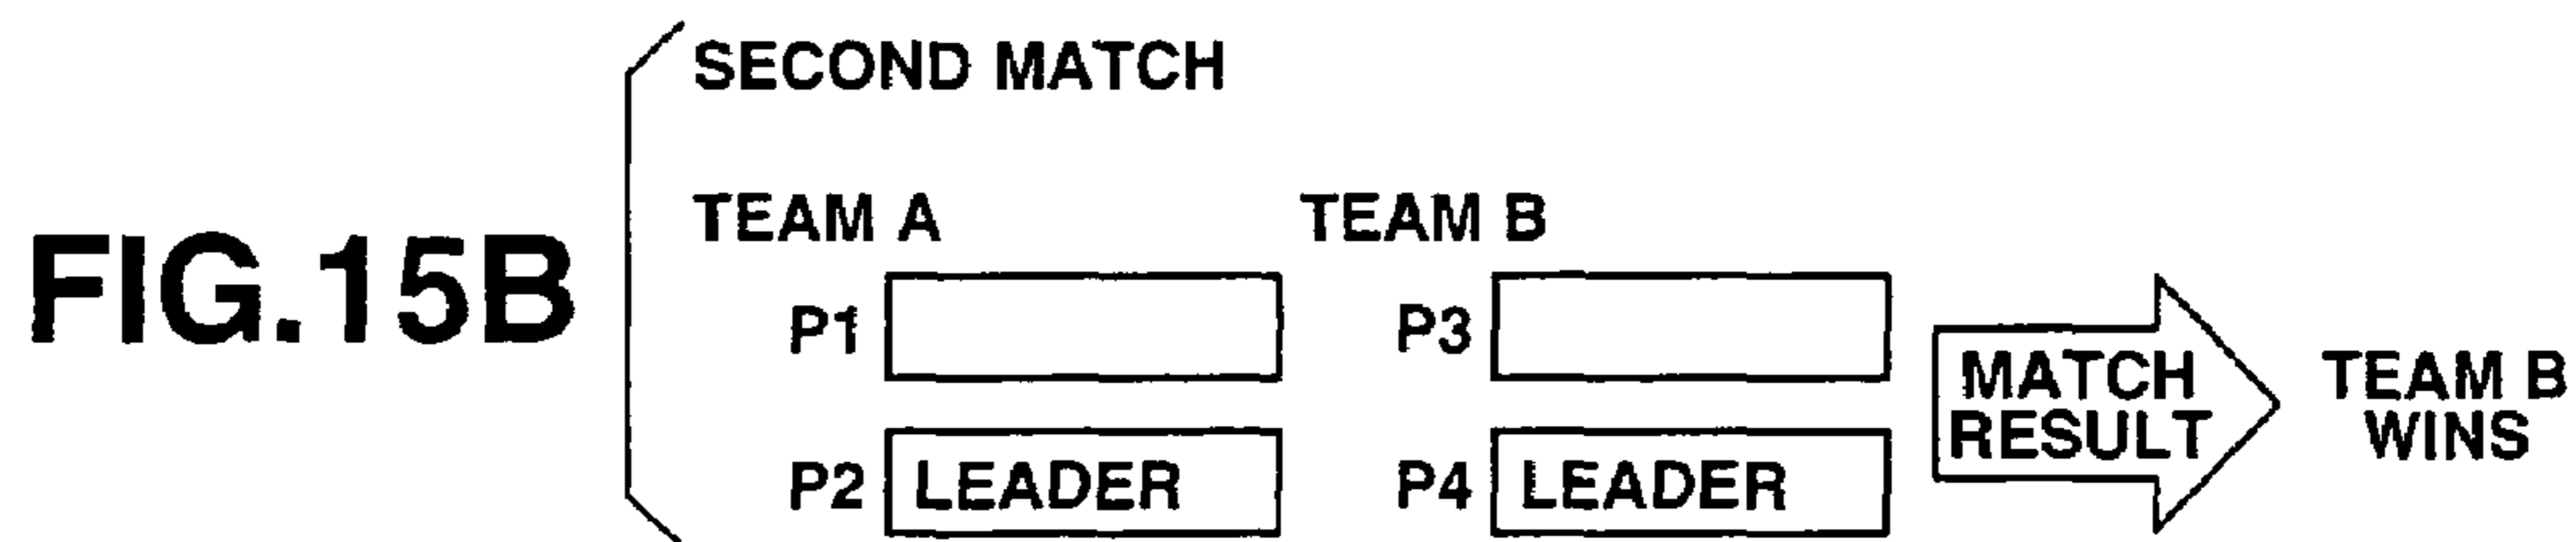 FIG.15B
SECOND MATCH
TEAM A TEAM B
P1 P3
P2 LEADER P4 LEADER
MATCH
RESULT
TEAM B
WINS